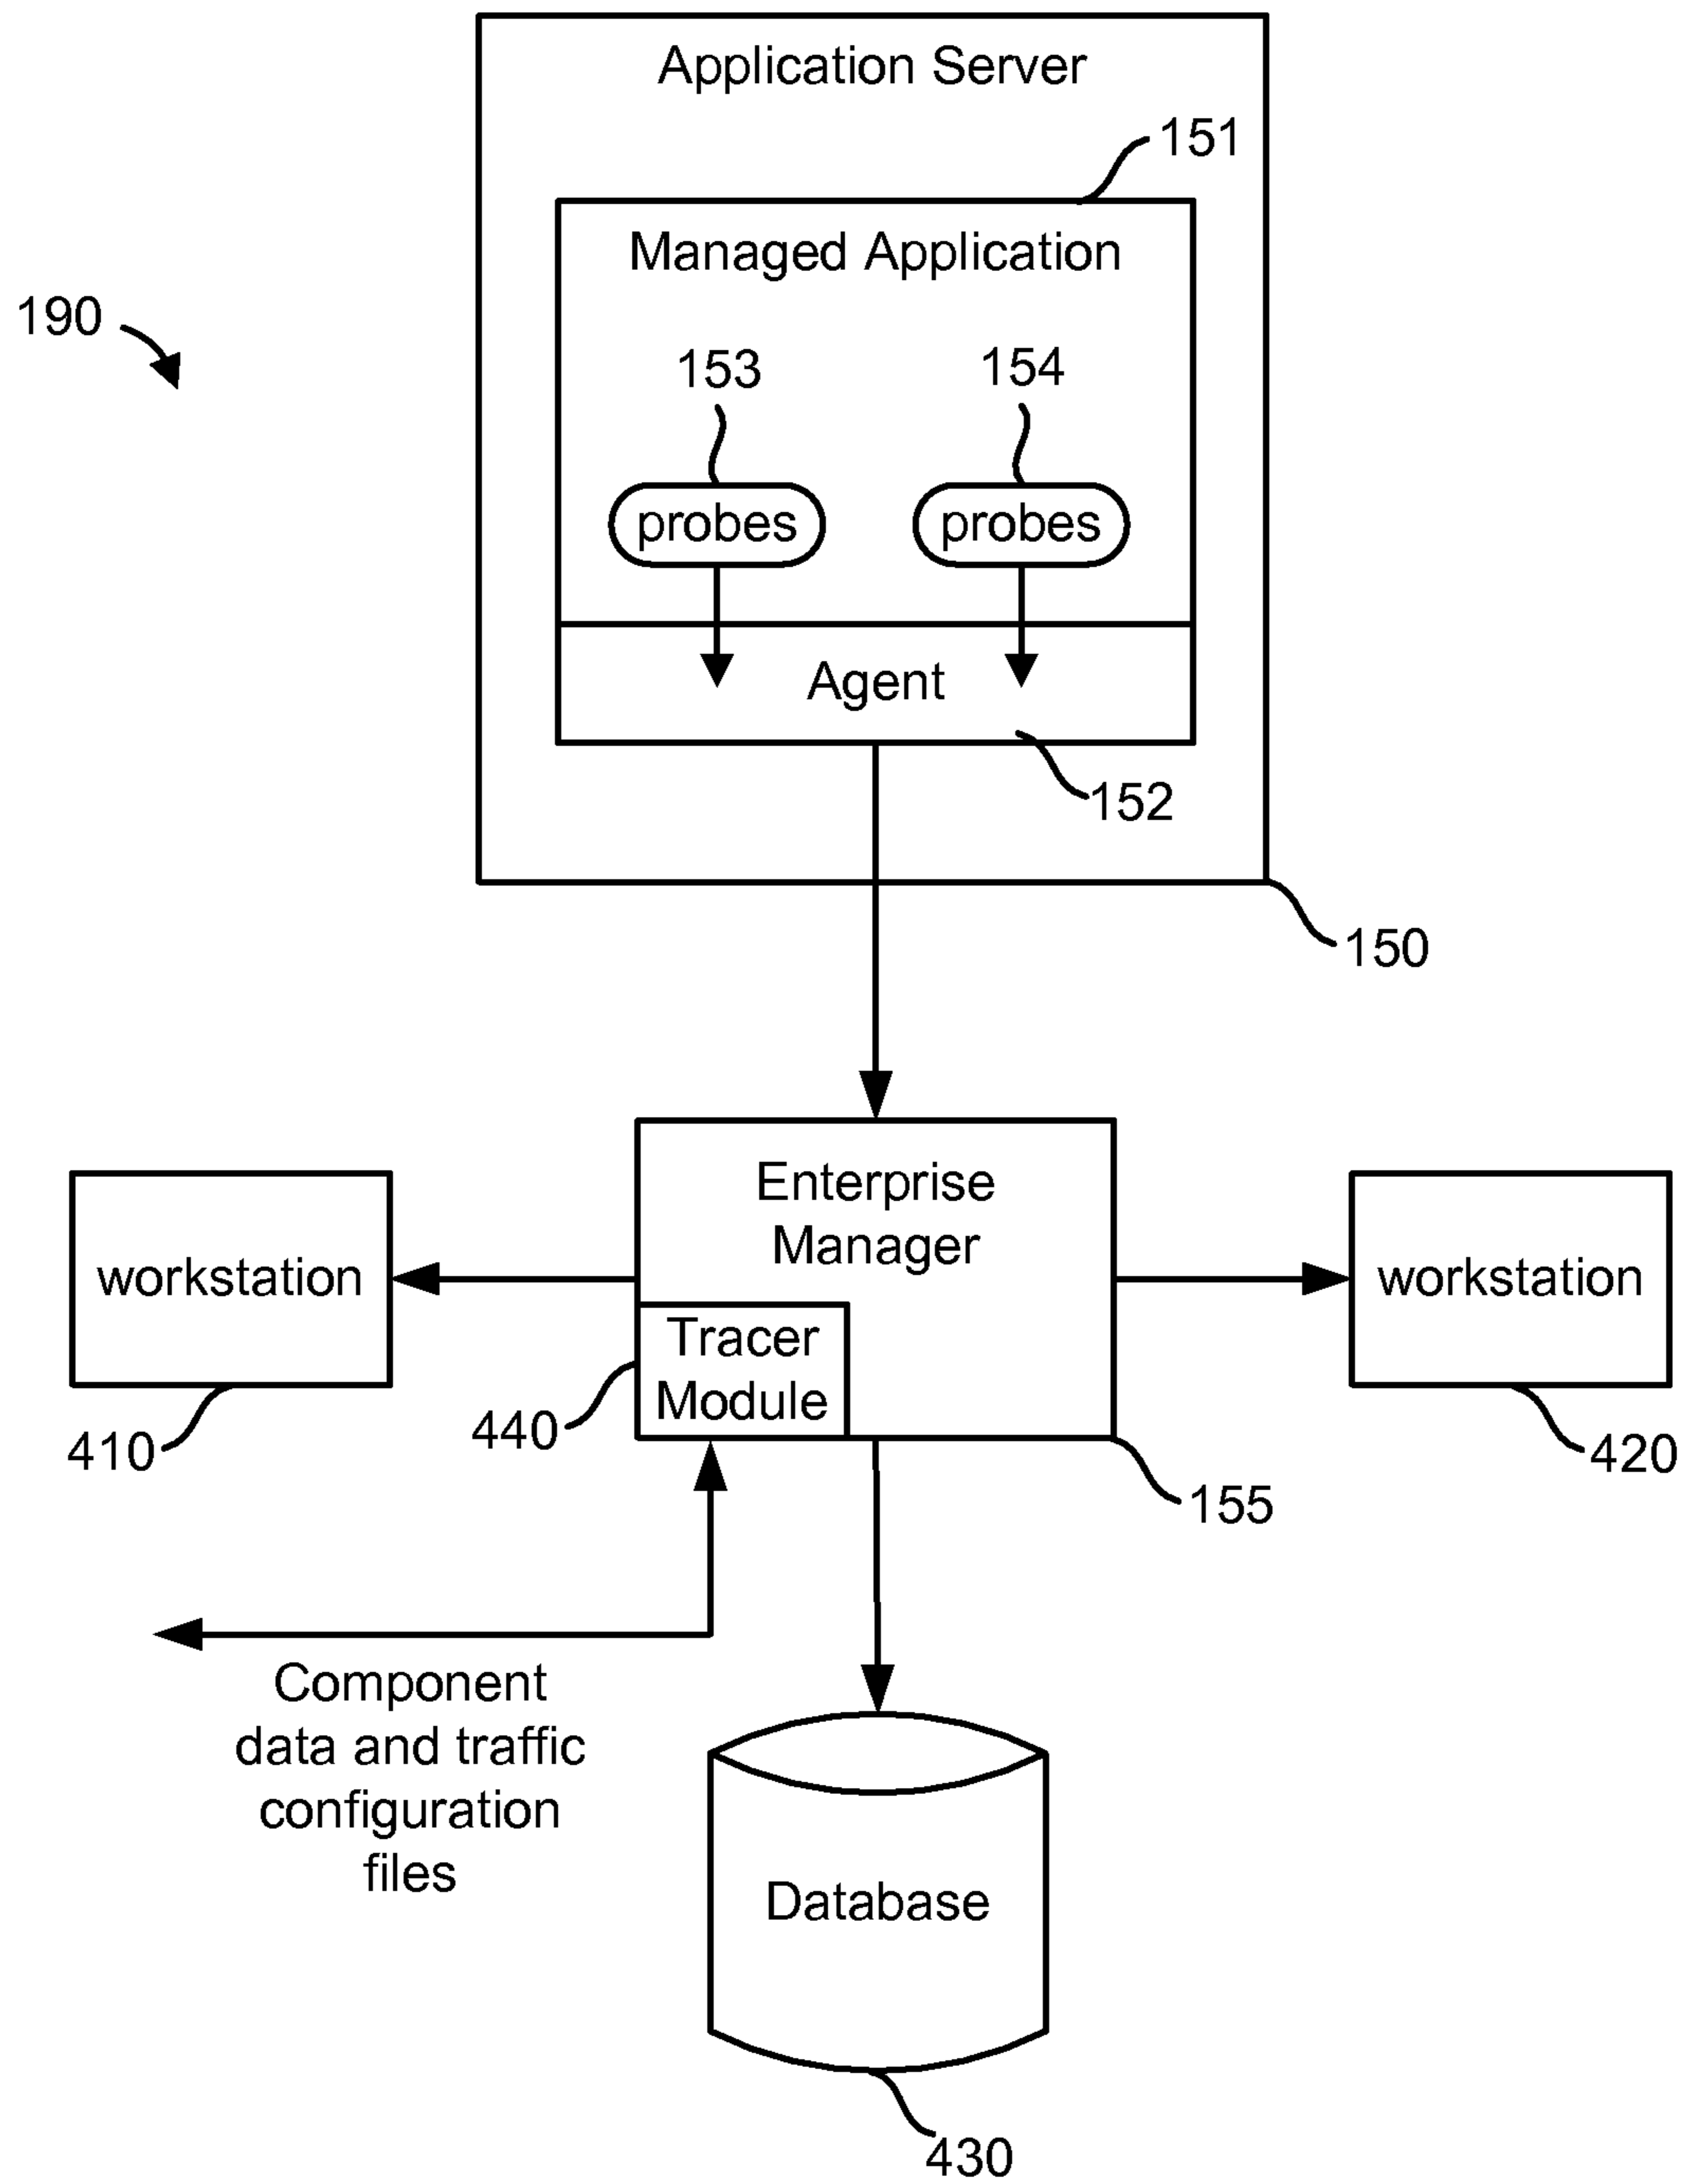 Application Server
151
Managed Application
190
153
154
probes
probes
Agent
152
150
Enterprise
Manager
workstation
workstation
Tracer
Module
440
410
420
155
Component
data and traffic
configuration
files
Database
430